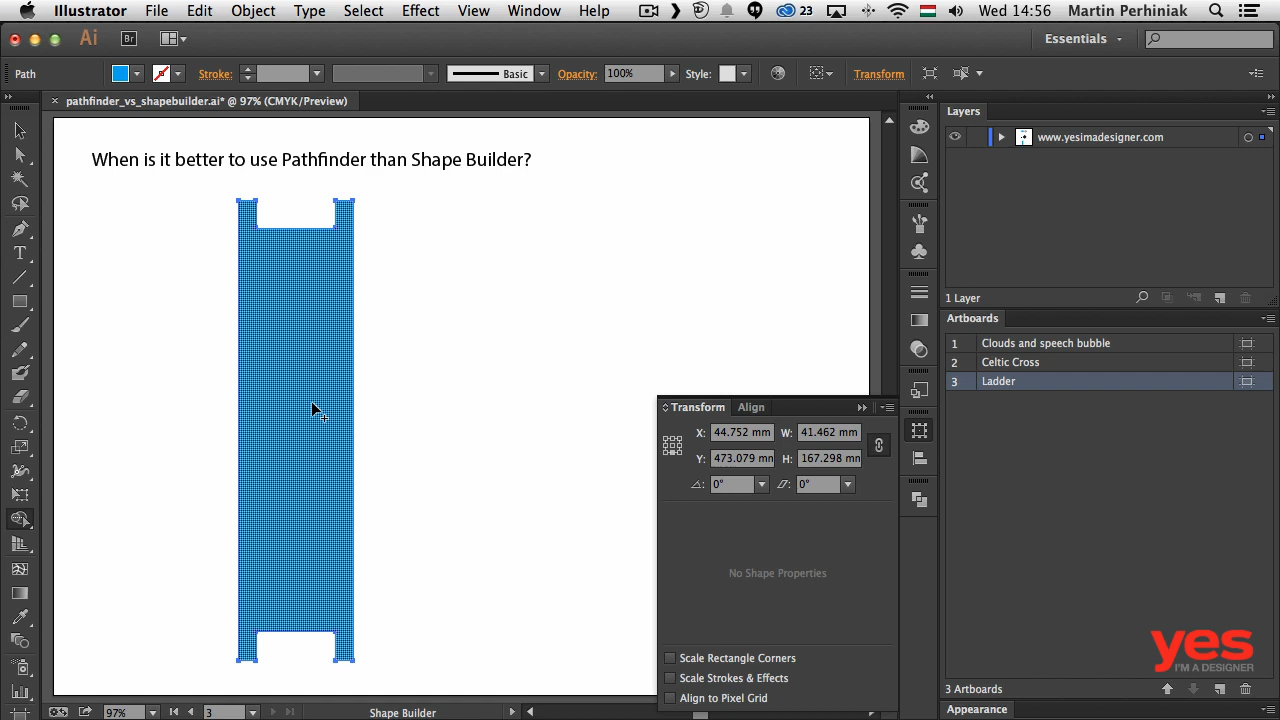 Illustrator File Edit Object Type Select Effect View Window Help 23 Wed 14:56 Martin Perhiniak
Ai Br Essentials
Path Stroke: Basic Opacity: 100% Style: Transform
× pathfinder_vs_shapebuilder.ai* @ 97% (CMYK/Preview)
Layers
www.yesimadesigner.com
When is it better to use Pathfinder than Shape Builder?
1 Layer
Artboards
1 Clouds and speech bubble
2 Celtic Cross
3 Ladder
Transform Align
X: 44.752 mm W: 41.462 mm
Y: 473.079 mm H: 167.298 mm
0° 0°
No Shape Properties
Scale Rectangle Corners
Scale Strokes & Effects
Align to Pixel Grid
yes
I'M A DESIGNER
3 Artboards
97% 3 Shape Builder
Appearance